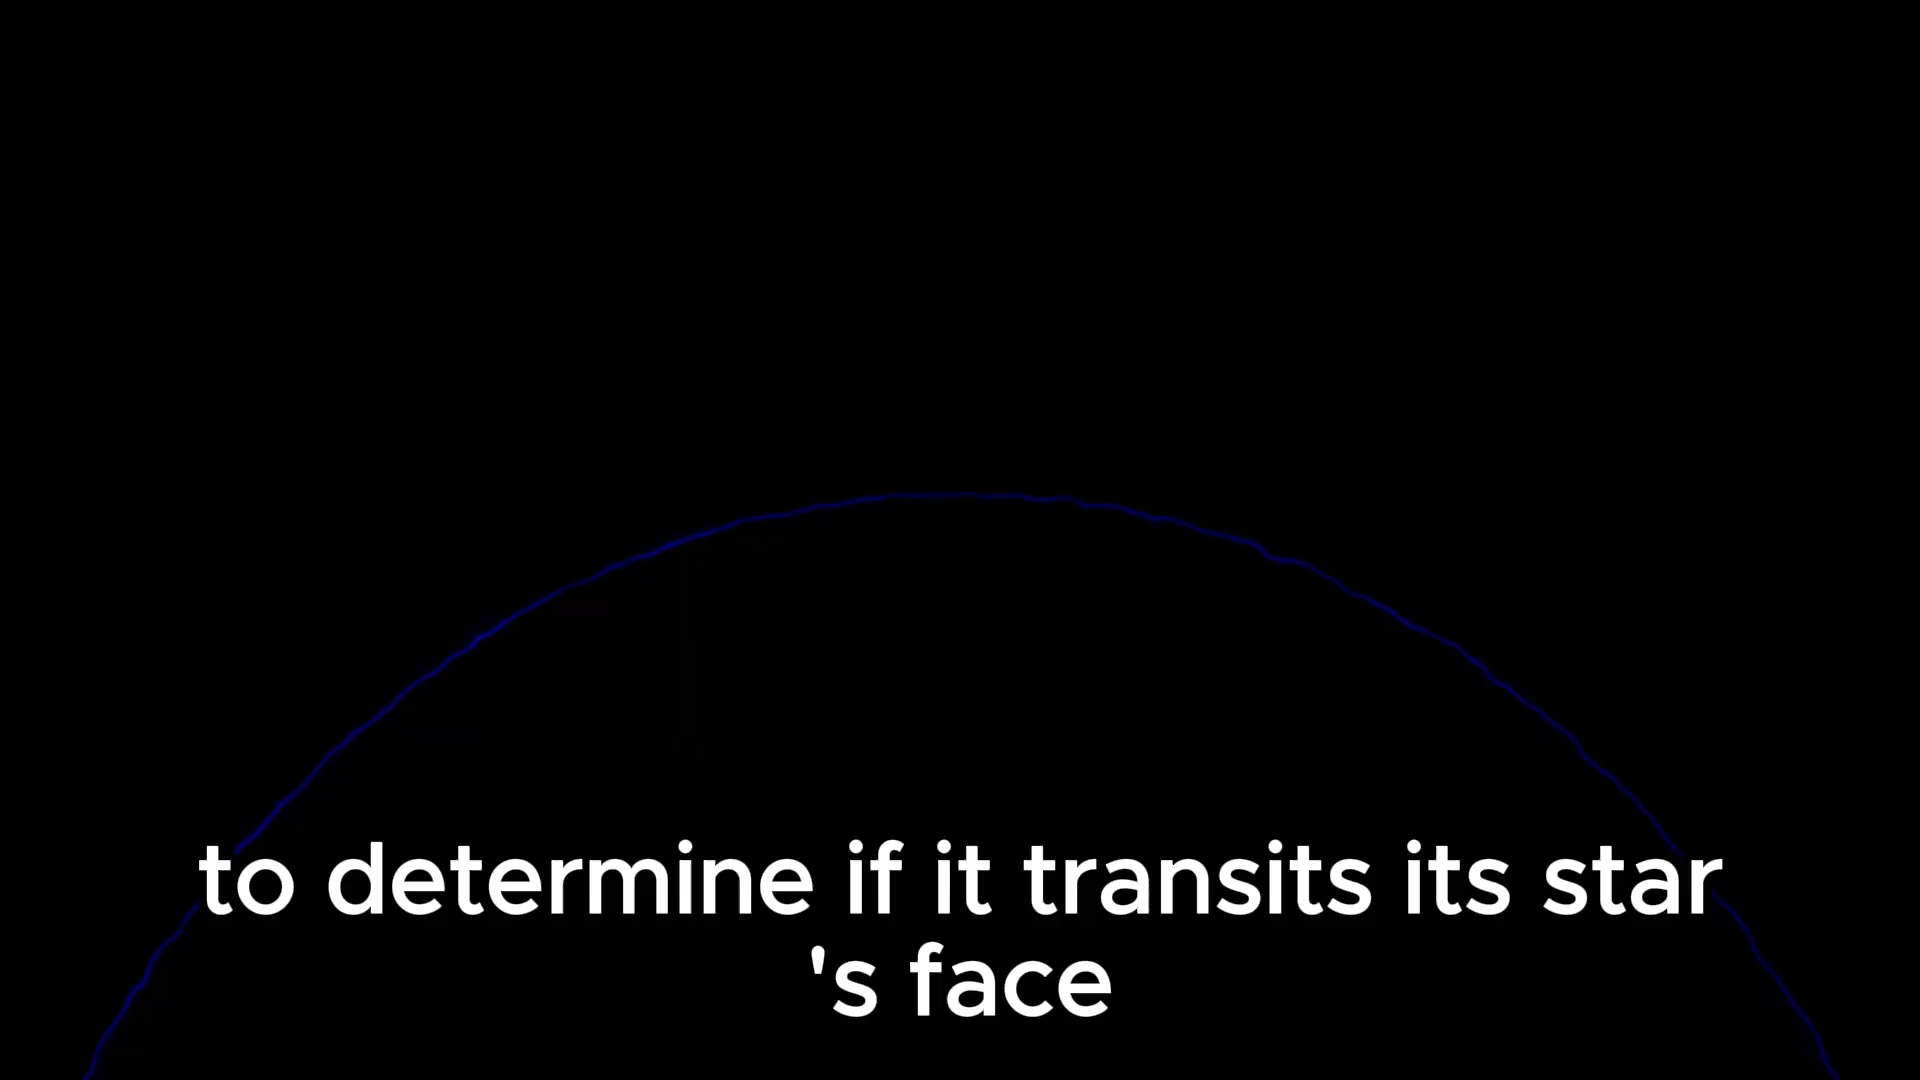 to determine if it transits its star
's face